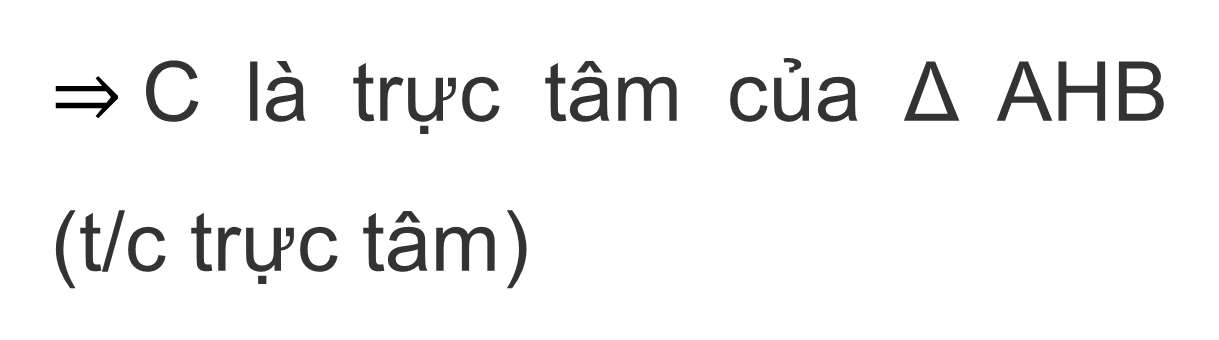 ⇒ C là trực tâm của Δ AHB
(t/c trực tâm)